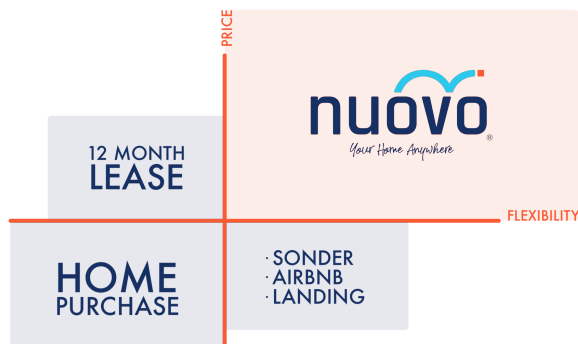 PRICE
nuovo
®
Your Home Anywhere
12 MONTH
LEASE
FLEXIBILITY
HOME
PURCHASE
· SONDER
· AIRBNB
· LANDING